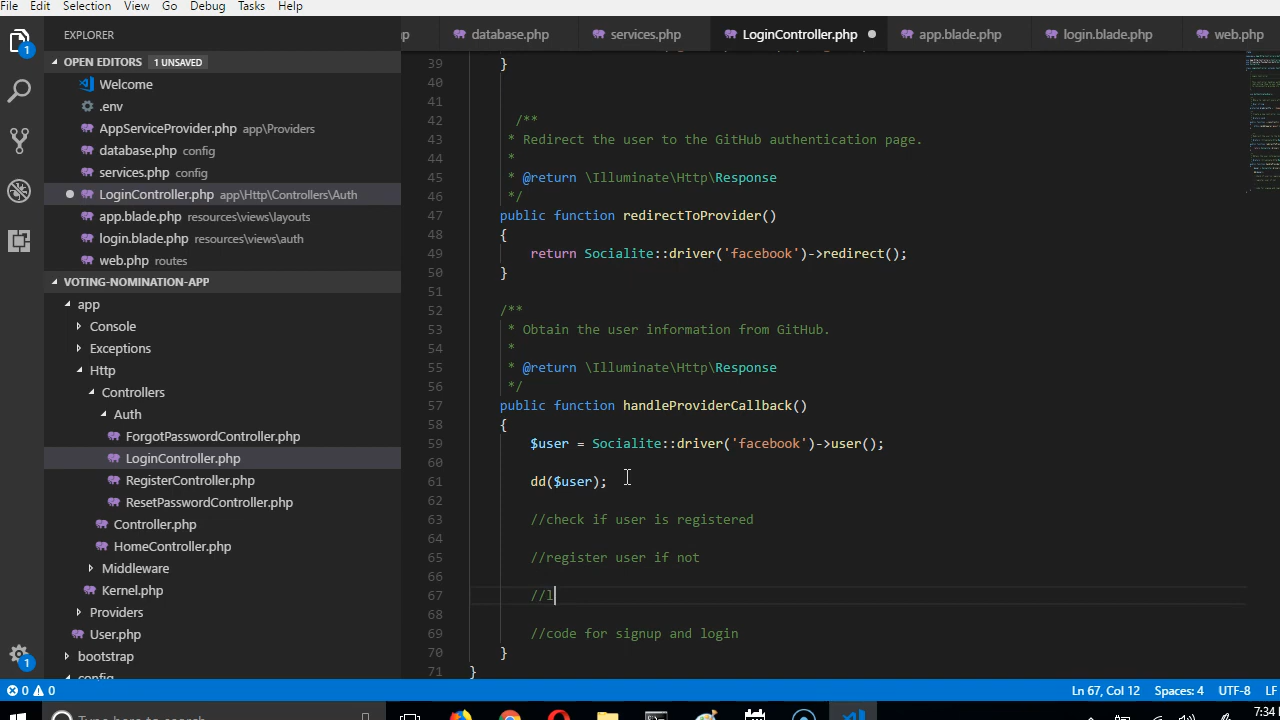 File Edit Selection View Go Debug Tasks Help
EXPLORER
database.php services.php LoginController.php app.blade.php login.blade.php web.php
OPEN EDITORS 1 UNSAVED
Welcome
.env
AppServiceProvider.php app\Providers
database.php config
services.php config
LoginController.php app\Http\Controllers\Auth
app.blade.php resources\views\layouts
login.blade.php resources\views\auth
web.php routes
VOTING-NOMINATION-APP
app
Console
Exceptions
Http
Controllers
Auth
ForgotPasswordController.php
LoginController.php
RegisterController.php
ResetPasswordController.php
Controller.php
HomeController.php
Middleware
Kernel.php
Providers
User.php
bootstrap
config
39 }
40
41
42 /**
43 * Redirect the user to the GitHub authentication page.
44 *
45 * @return \Illuminate\Http\Response
46 */
47 public function redirectToProvider()
48 {
49 return Socialite::driver('facebook')->redirect();
50 }
51
52 /**
53 * Obtain the user information from GitHub.
54 *
55 * @return \Illuminate\Http\Response
56 */
57 public function handleProviderCallback()
58 {
59 $user = Socialite::driver('facebook')->user();
60
61 dd($user);
62
63 //check if user is registered
64
65 //register user if not
66
67 //l
68
69 //code for signup and login
70 }
71 }
1
1
0 0
Ln 67, Col 12 Spaces: 4 UTF-8 LF
Type here to search
7:34